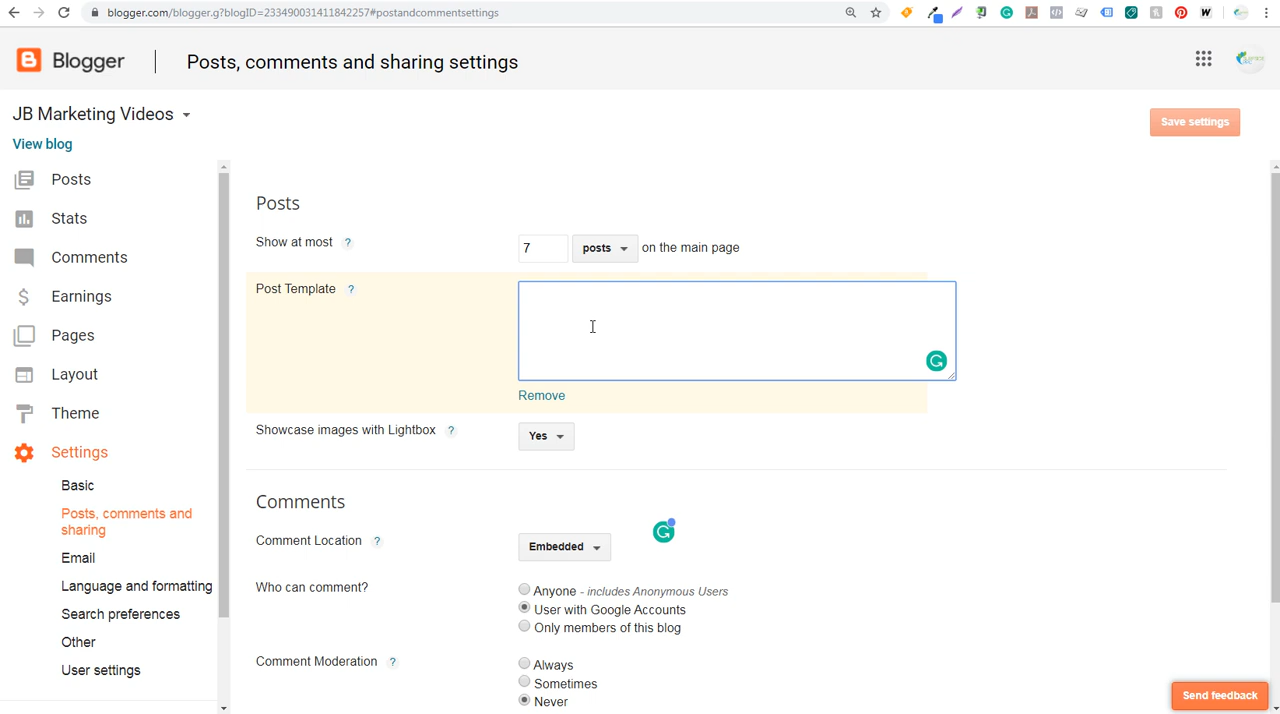 blogger.com/blogger.g?blogID=233490031411842257#postandcommentsettings
Blogger
Posts, comments and sharing settings
JB Marketing Videos
View blog
Save settings
Posts
Stats
Comments
Earnings
Pages
Layout
Theme
Settings
Basic
Posts, comments and
sharing
Email
Language and formatting
Search preferences
Other
User settings
Posts
Show at most ? 7 posts on the main page
Post Template ?
Remove
Showcase images with Lightbox ? Yes
Comments
Comment Location ? Embedded
Who can comment? Anyone - includes Anonymous Users
User with Google Accounts
Only members of this blog
Comment Moderation ? Always
Sometimes
Never
Send feedback